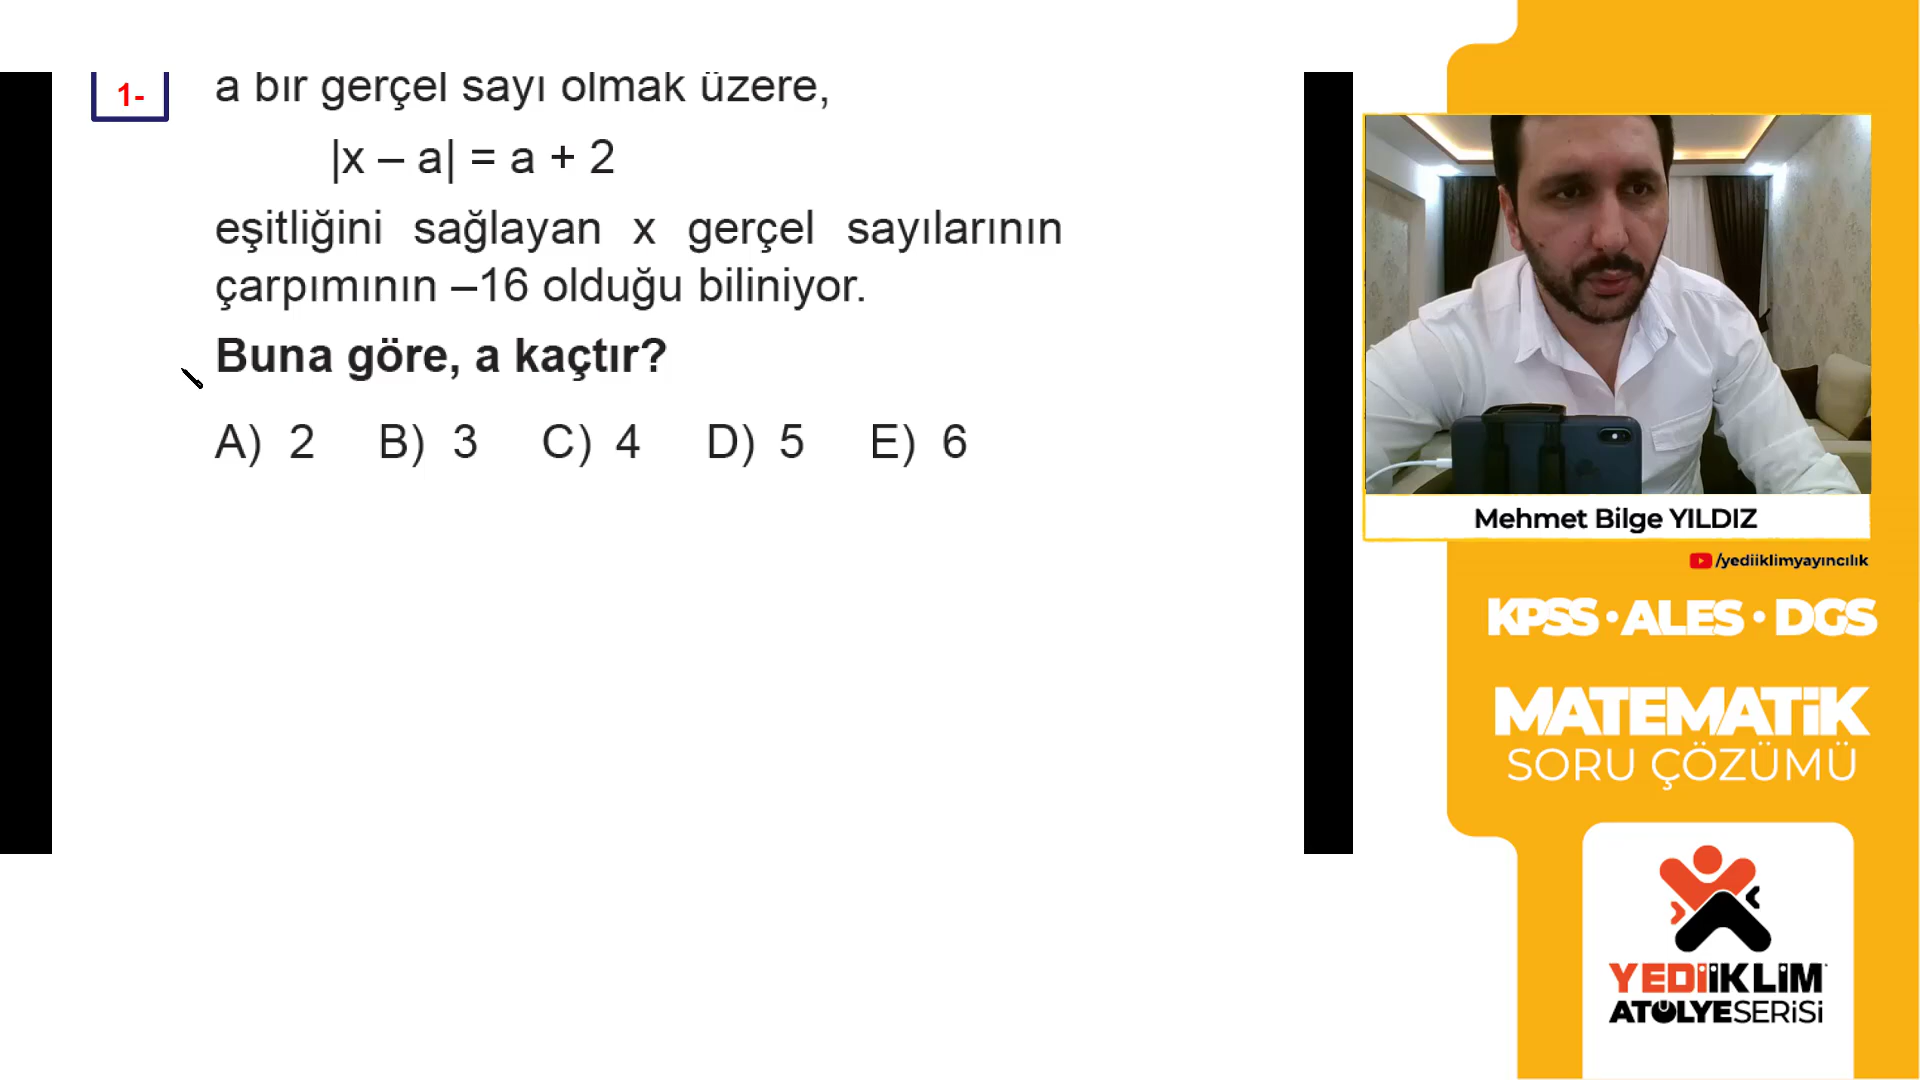 1-
a bir gerçel sayı olmak üzere,
|x – a| = a + 2
eşitliğini sağlayan x gerçel sayılarının
çarpımının –16 olduğu biliniyor.
Buna göre, a kaçtır?
A) 2 B) 3 C) 4 D) 5 E) 6
Mehmet Bilge YILDIZ
/yediiklimyayıncılık
KPSS • ALES • DGS
MATEMATİK
SORU ÇÖZÜMÜ
YEDİİKLİM
ATÖLYESERİSİ